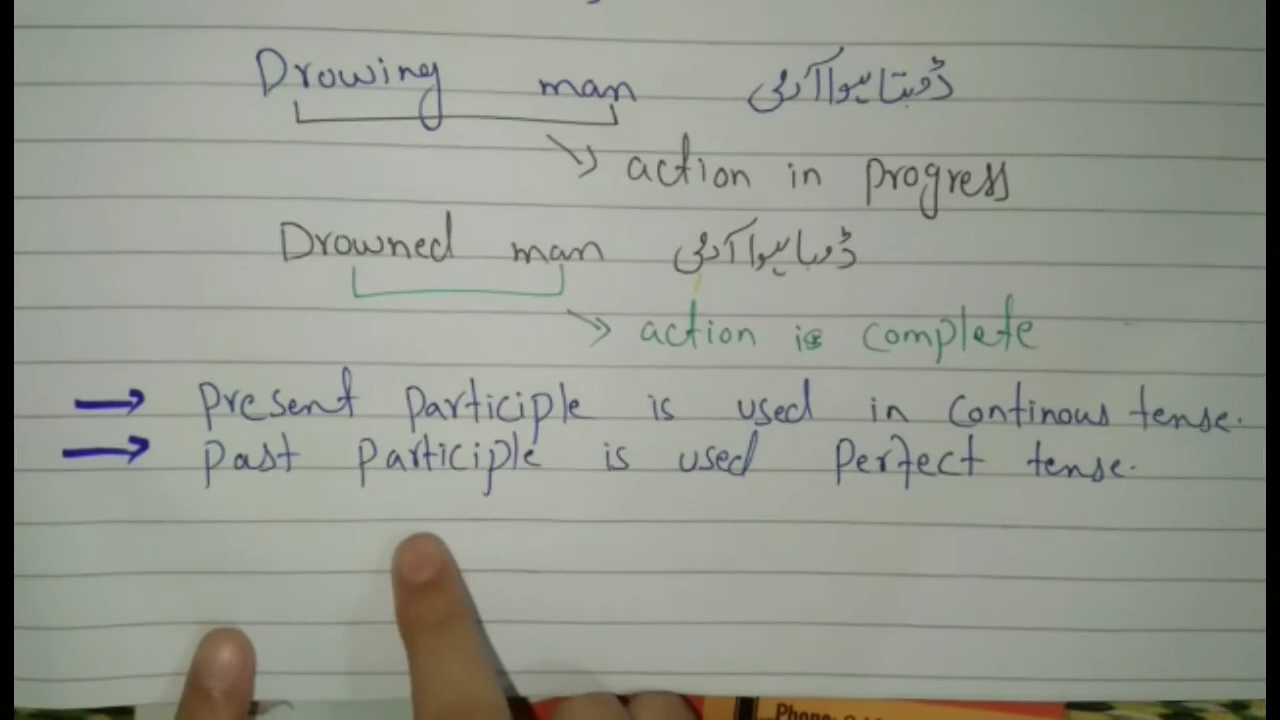 Drowing man ڈوبتا ہوا آدمی
action in progress
Drowned man ڈوبا ہوا آدمی
action is complete
→ Present participle is used in continous tense.
→ Past participle is used perfect tense.
Phone: